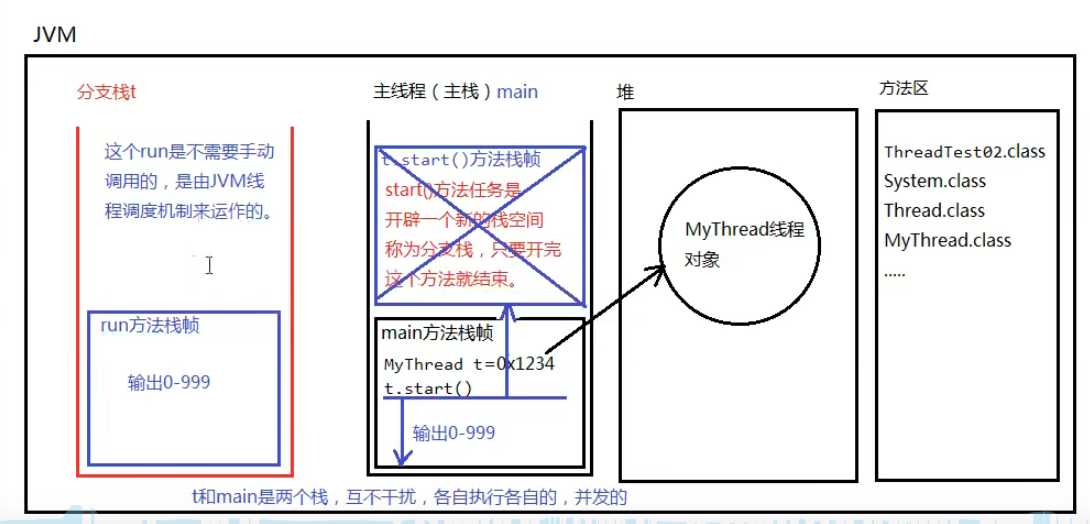 JVM
分支栈t
这个run是不需要手动
调用的，是由JVM线
程调度机制来运作的。
run方法栈帧
输出0-999
主线程（主栈）main
t.start()方法栈帧
start()方法任务是
开辟一个新的栈空间
称为分支栈，只要开完
这个方法就结束。
main方法栈帧
MyThread t=0x1234
t.start()
输出0-999
堆
MyThread线程
对象
方法区
ThreadTest02.class
System.class
Thread.class
MyThread.class
.....
t和main是两个栈，互不干扰，各自执行各自的，并发的